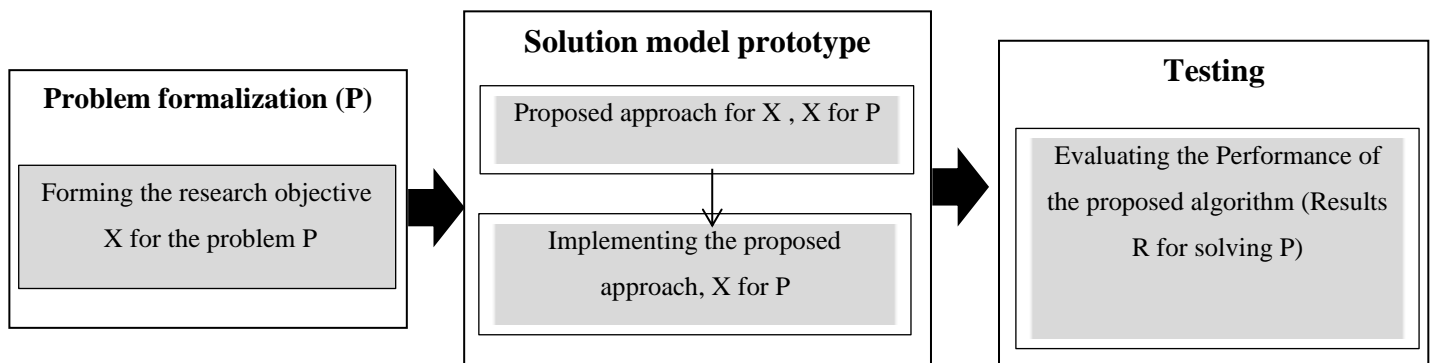 Problem formalization (P)
Forming the research objective
X for the problem P
Solution model prototype
Proposed approach for X , X for P
Implementing the proposed
approach, X for P
Testing
Evaluating the Performance of
the proposed algorithm (Results
R for solving P)